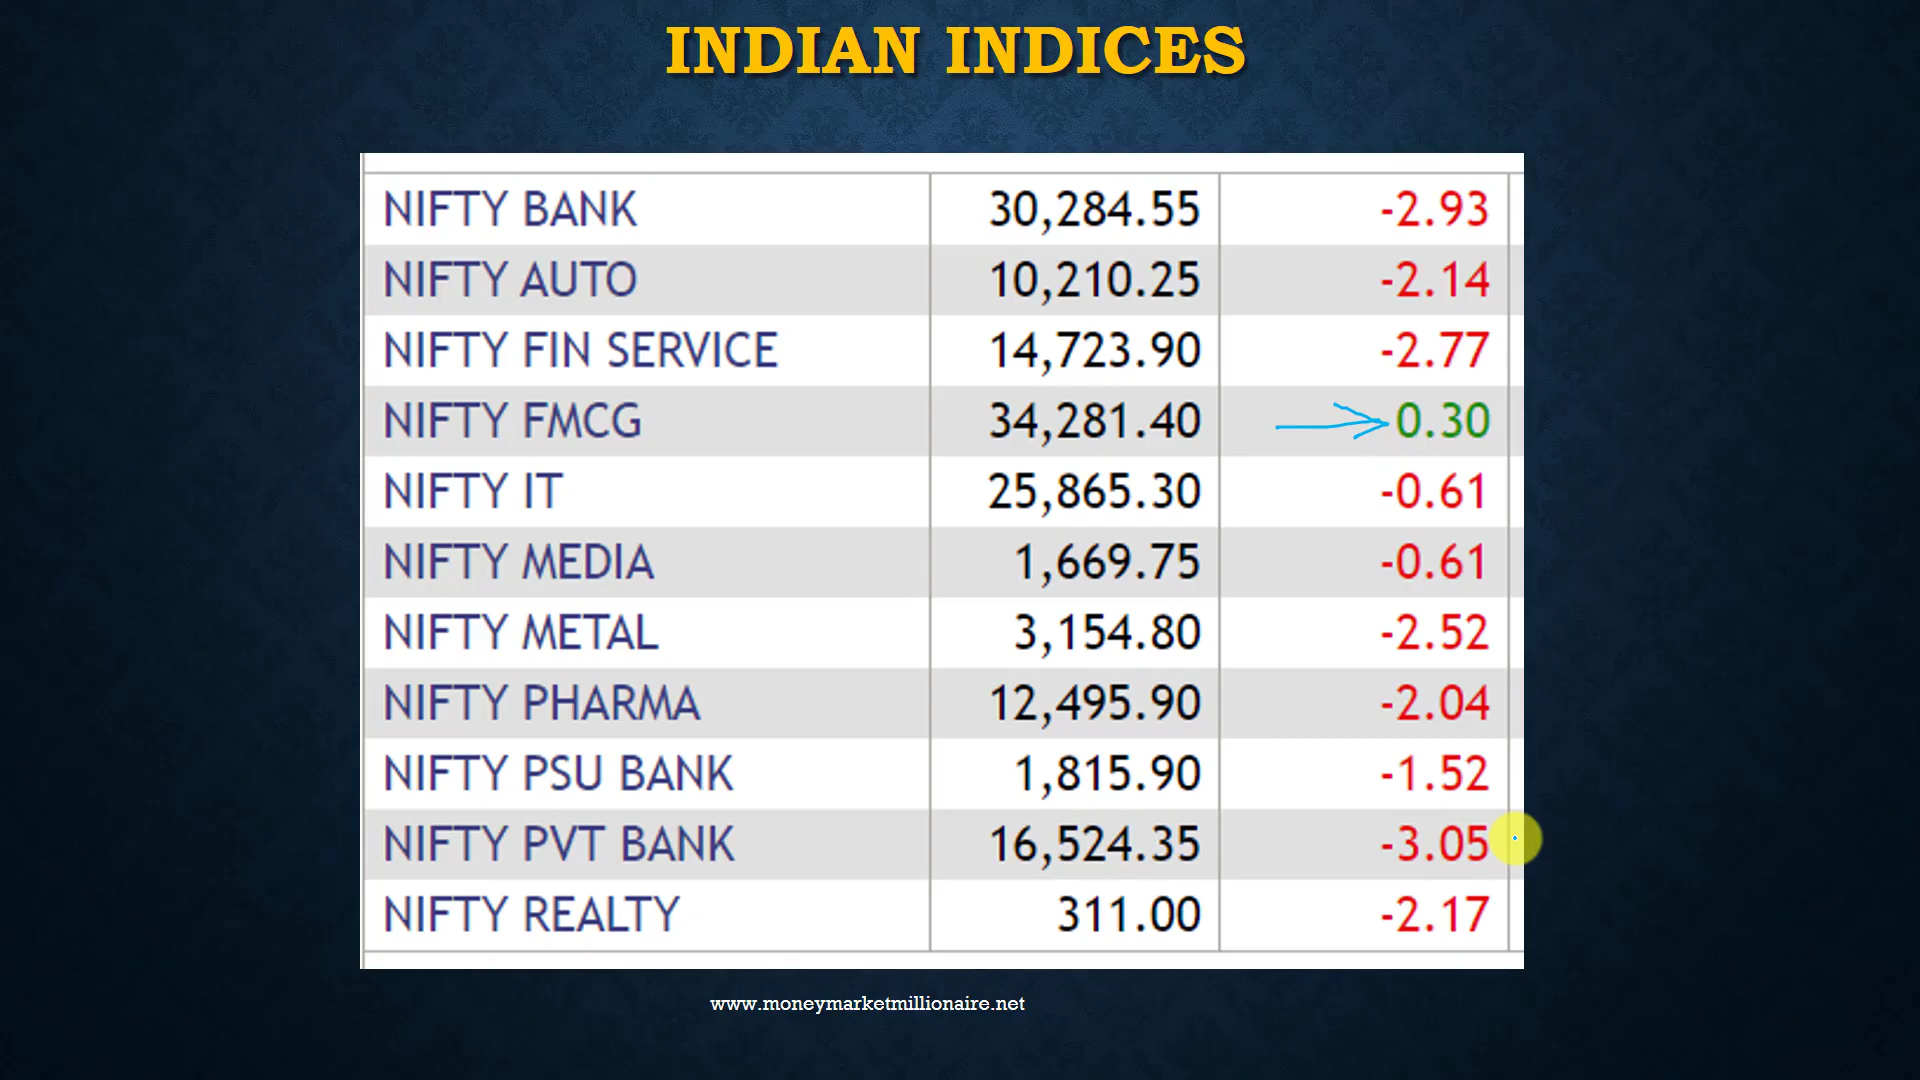 INDIAN INDICES
NIFTY BANK 30,284.55 -2.93
NIFTY AUTO 10,210.25 -2.14
NIFTY FIN SERVICE 14,723.90 -2.77
NIFTY FMCG 34,281.40 0.30
NIFTY IT 25,865.30 -0.61
NIFTY MEDIA 1,669.75 -0.61
NIFTY METAL 3,154.80 -2.52
NIFTY PHARMA 12,495.90 -2.04
NIFTY PSU BANK 1,815.90 -1.52
NIFTY PVT BANK 16,524.35 -3.05
NIFTY REALTY 311.00 -2.17
www.moneymarketmillionaire.net